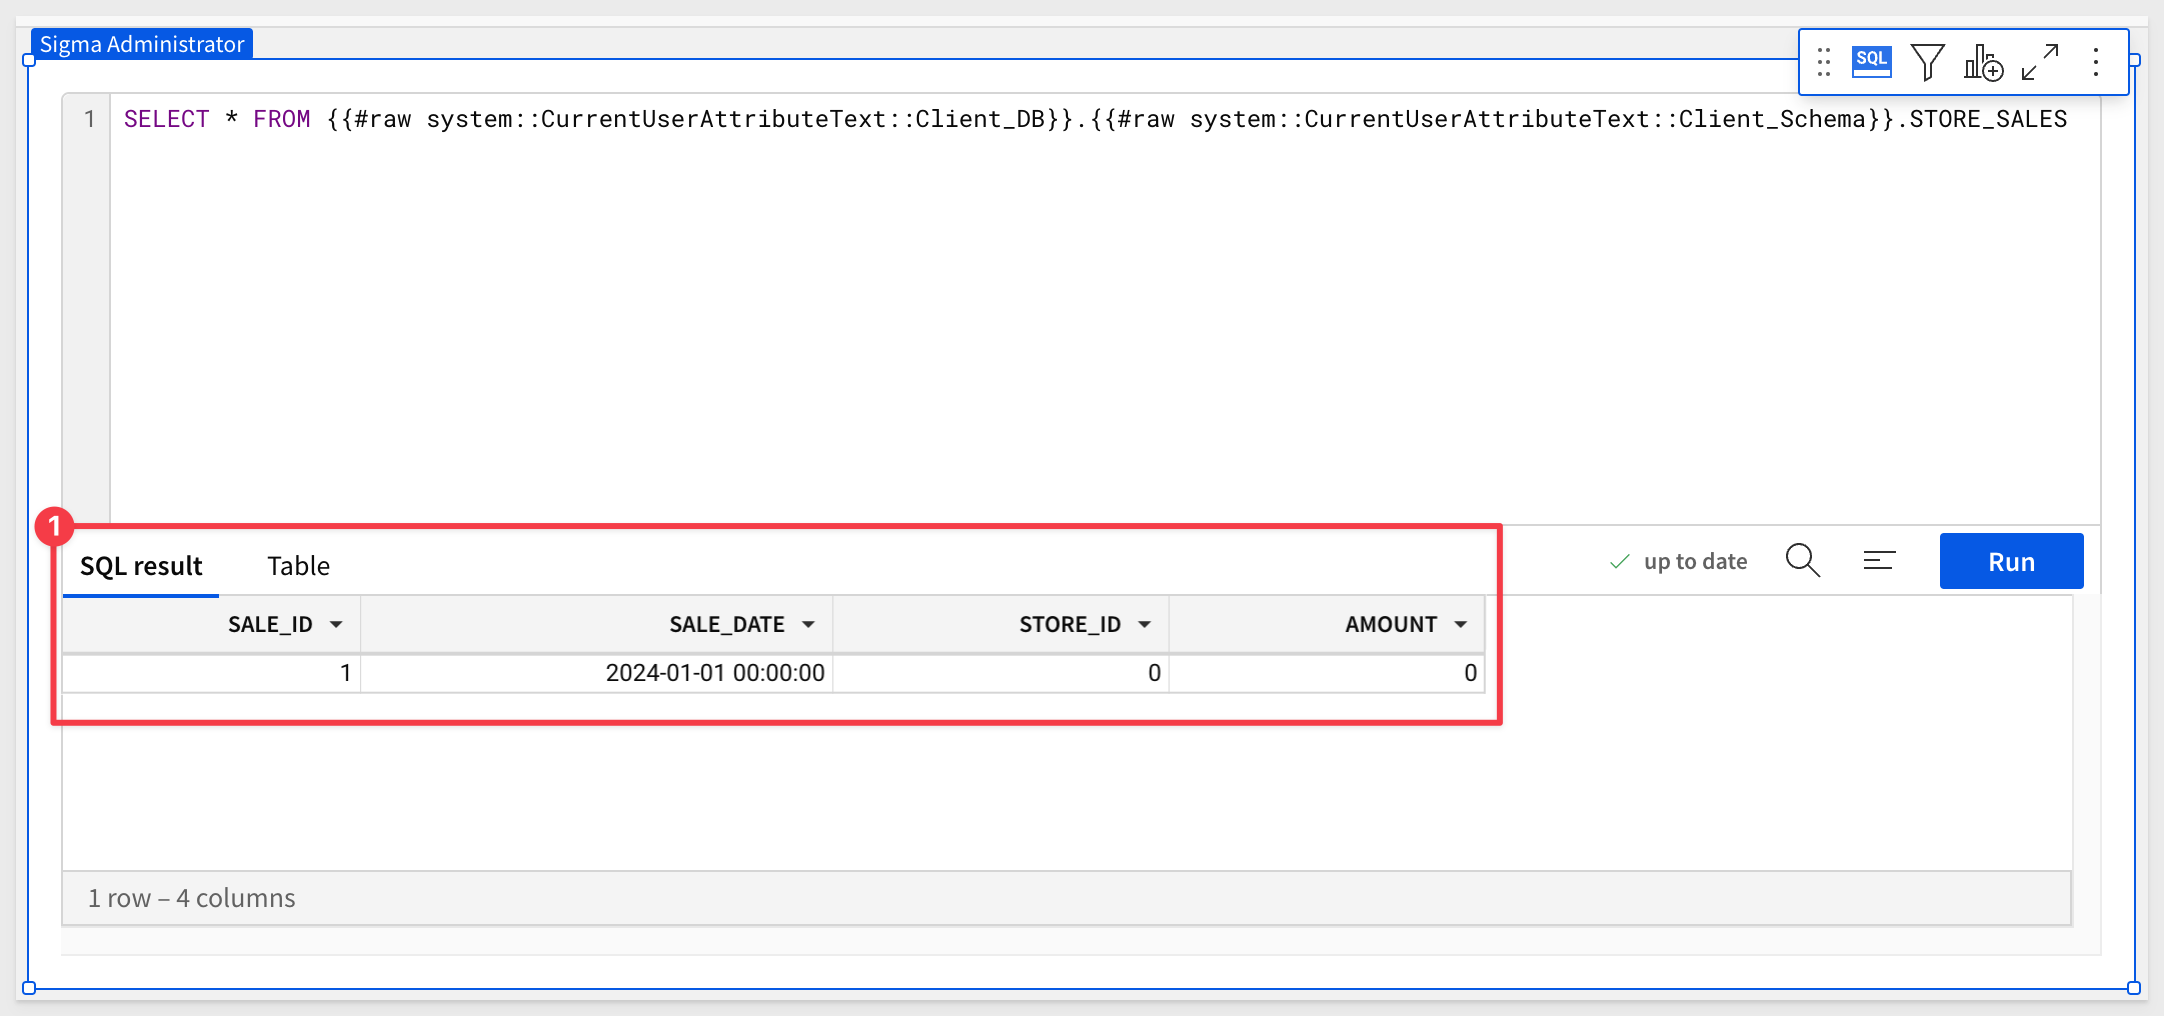 Sigma Administrator
SQL
1 SELECT * FROM {{#raw system::CurrentUserAttributeText::Client_DB}}.{{#raw system::CurrentUserAttributeText::Client_Schema}}.STORE_SALES
1
SQL result Table up to date Run
SALE_ID SALE_DATE STORE_ID AMOUNT
1 2024-01-01 00:00:00 0 0
1 row – 4 columns